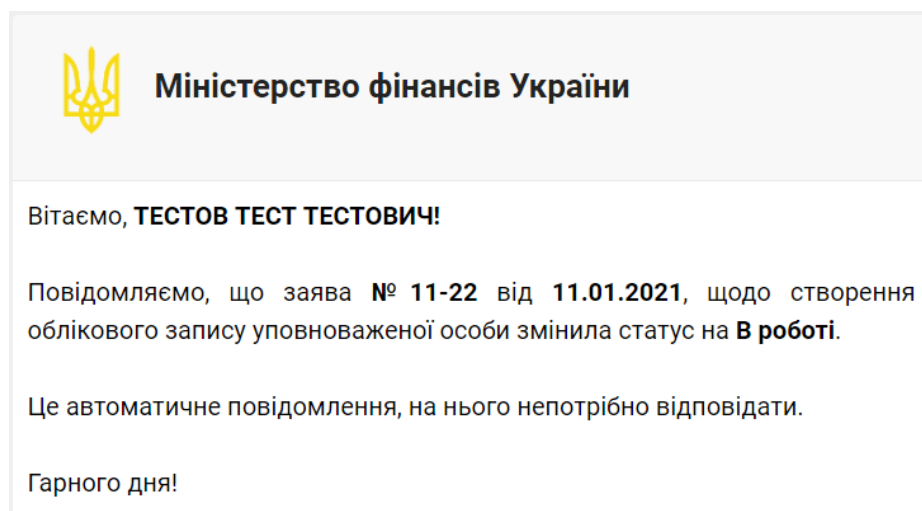 Міністерство фінансів України
Вітаємо, ТЕСТОВ ТЕСТ ТЕСТОВИЧ!
Повідомляємо, що заява № 11-22 від 11.01.2021, щодо створення
облікового запису уповноваженої особи змінила статус на В роботі.
Це автоматичне повідомлення, на нього непотрібно відповідати.
Гарного дня!